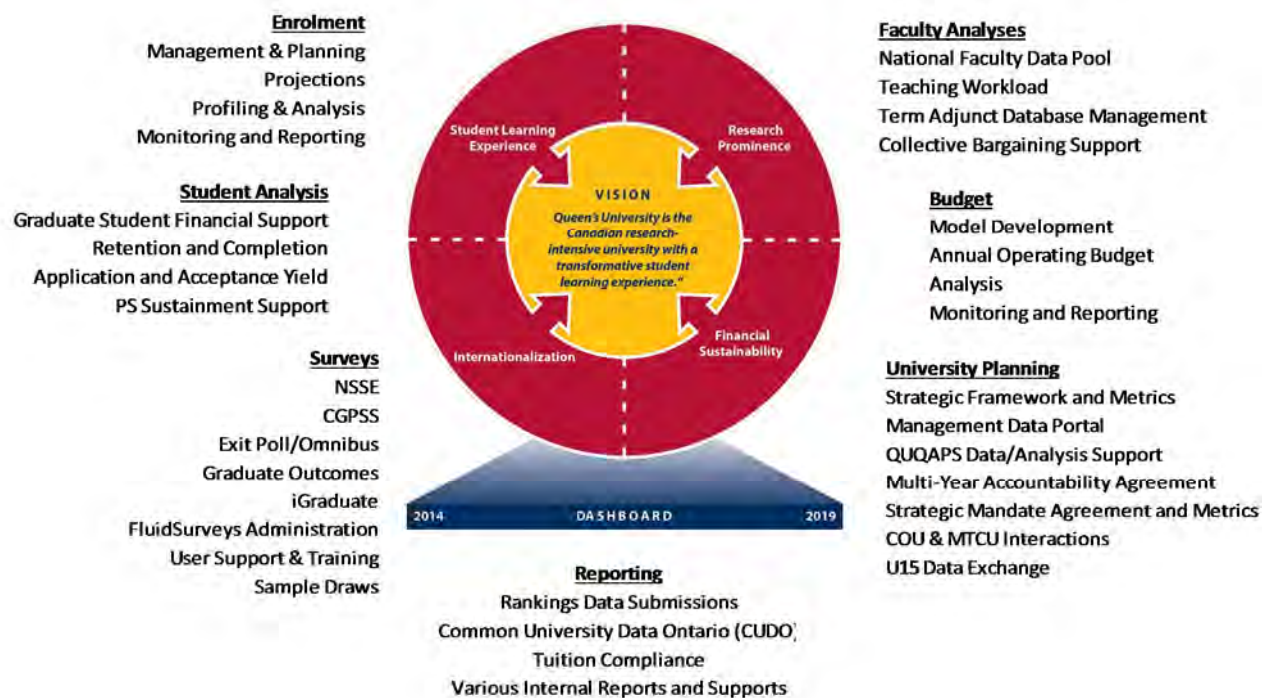 Enrolment
Management & Planning
Projections
Profiling & Analysis
Monitoring and Reporting
Student Analysis
Graduate Student Financial Support
Retention and Completion
Application and Acceptance Yield
PS Sustainment Support
Surveys
NSSE
CGPSS
Exit Poll/Omnibus
Graduate Outcomes
iGraduate
FluidSurveys Administration
User Support & Training
Sample Draws
Student Learning
Experience
Research
Prominence
VISION
Queen's University is the
Canadian research-
intensive university with a
transformative student
learning experience."
Internationalization
Financial
Sustainability
2014 DASHBOARD 2019
Reporting
Rankings Data Submissions
Common University Data Ontario (CUDO)
Tuition Compliance
Various Internal Reports and Supports
Faculty Analyses
National Faculty Data Pool
Teaching Workload
Term Adjunct Database Management
Collective Bargaining Support
Budget
Model Development
Annual Operating Budget
Analysis
Monitoring and Reporting
University Planning
Strategic Framework and Metrics
Management Data Portal
QUQAPS Data/Analysis Support
Multi-Year Accountability Agreement
Strategic Mandate Agreement and Metrics
COU & MTCU Interactions
U15 Data Exchange